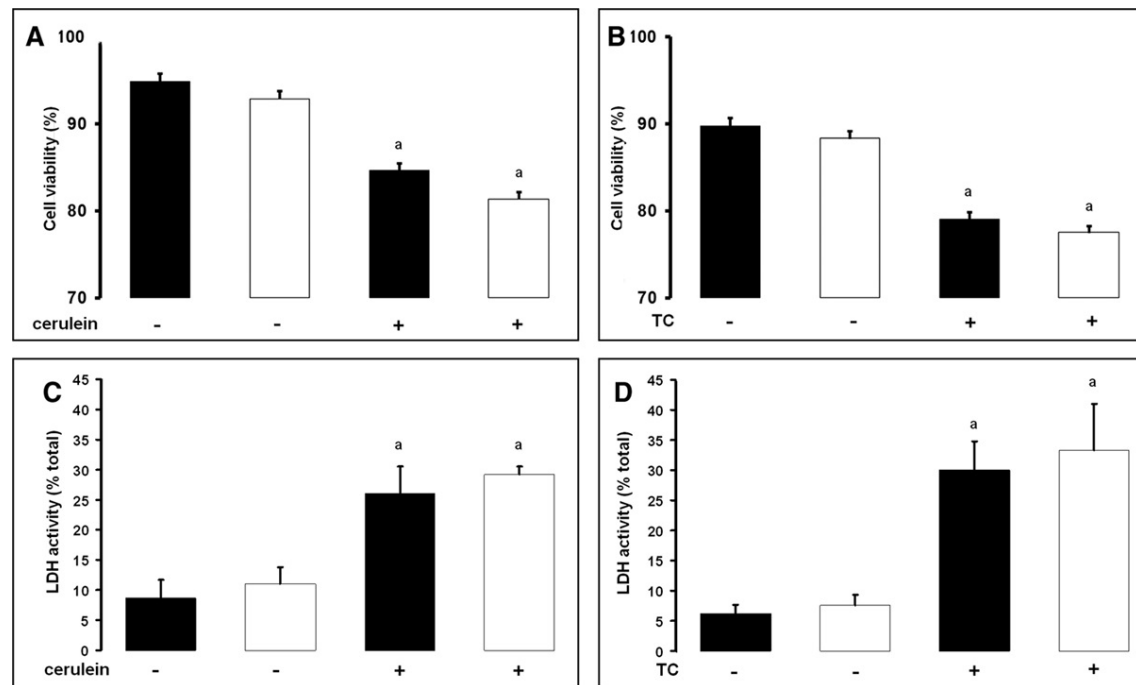 A
Cell viability (%)
100
90
80
70
a
a
cerulein - - + +
B
Cell viability (%)
100
90
80
70
a
a
TC - - + +
C
LDH activity (% total)
45
40
35
30
25
20
15
10
5
0
a
a
cerulein - - + +
D
LDH activity (% total)
45
40
35
30
25
20
15
10
5
0
a
a
TC - - + +